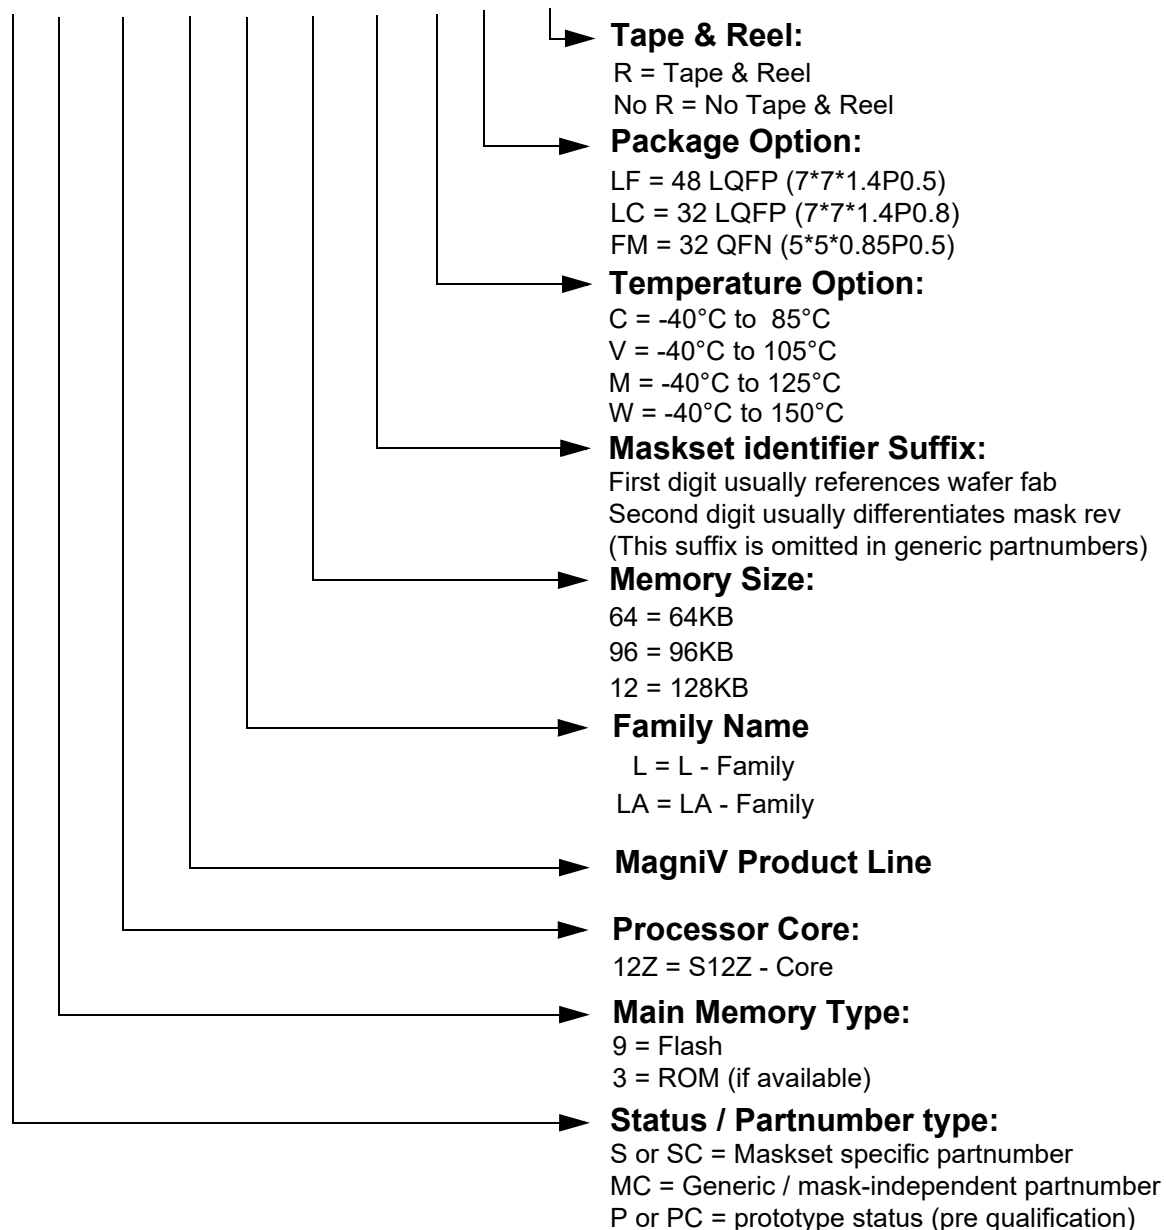 Tape & Reel:
R = Tape & Reel
No R = No Tape & Reel
Package Option:
LF = 48 LQFP (7*7*1.4P0.5)
LC = 32 LQFP (7*7*1.4P0.8)
FM = 32 QFN (5*5*0.85P0.5)
Temperature Option:
C = -40°C to  85°C
V = -40°C to 105°C
M = -40°C to 125°C
W = -40°C to 150°C
Maskset identifier Suffix:
First digit usually references wafer fab
Second digit usually differentiates mask rev
(This suffix is omitted in generic partnumbers)
Memory Size:
64 = 64KB
96 = 96KB
12 = 128KB
Family Name
L = L - Family
LA = LA - Family
MagniV Product Line
Processor Core:
12Z = S12Z - Core
Main Memory Type:
9 = Flash
3 = ROM (if available)
Status / Partnumber type:
S or SC = Maskset specific partnumber
MC = Generic / mask-independent partnumber
P or PC = prototype status (pre qualification)